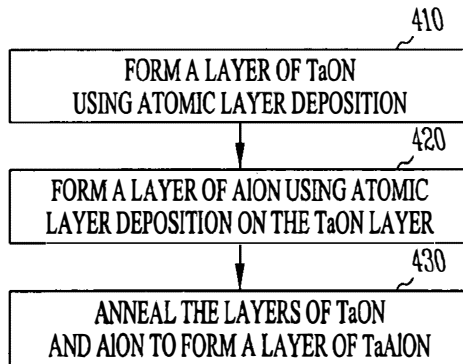 410
FORM A LAYER OF TaON
USING ATOMIC LAYER DEPOSITION
420
FORM A LAYER OF AlON USING ATOMIC
LAYER DEPOSITION ON THE TaON LAYER
430
ANNEAL THE LAYERS OF TaON
AND AlON TO FORM A LAYER OF TaAlON